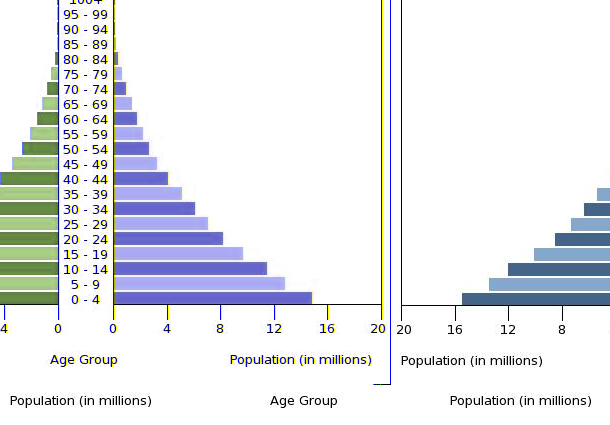 100+
95 - 99
90 - 94
85 - 89
80 - 84
75 - 79
70 - 74
65 - 69
60 - 64
55 - 59
50 - 54
45 - 49
40 - 44
35 - 39
30 - 34
25 - 29
20 - 24
15 - 19
10 - 14
5 - 9
0 - 4
4 0 0 4 8 12 16 20 20 16 12 8
Age Group Population (in millions) Population (in millions)
Population (in millions) Age Group Population (in millions)